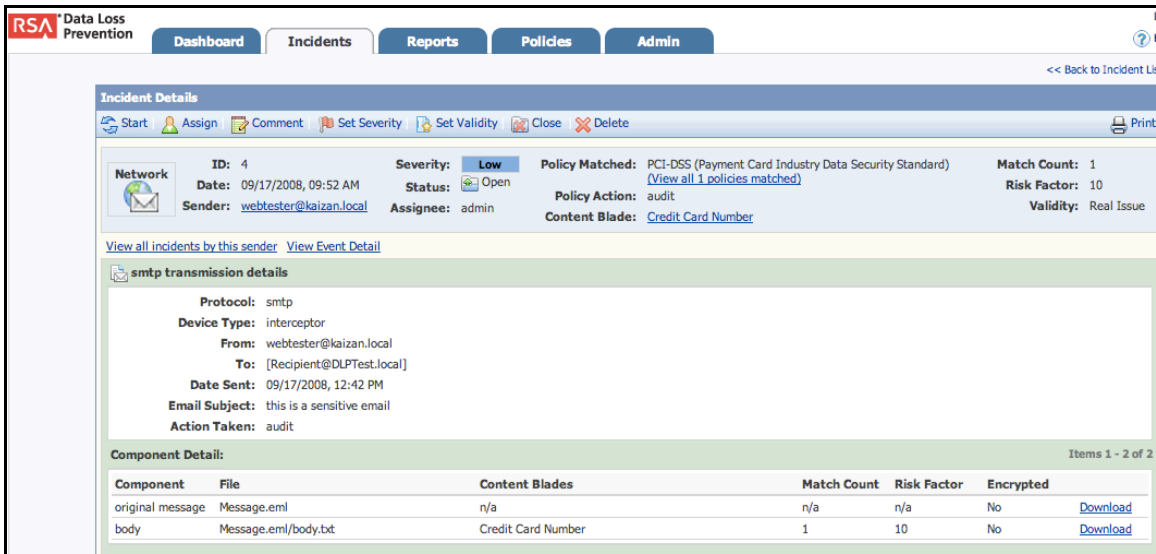 RSA Data Loss Prevention
Dashboard Incidents Reports Policies Admin
<< Back to Incident
Incident Details
Start Assign Comment Set Severity Set Validity Close Delete Print
Network
ID: 4
Date: 09/17/2008, 09:52 AM
Sender: webtester@kaizan.local
Severity: Low
Status: Open
Assignee: admin
Policy Matched: PCI-DSS (Payment Card Industry Data Security Standard)
(View all 1 policies matched)
Policy Action: audit
Content Blade: Credit Card Number
Match Count: 1
Risk Factor: 10
Validity: Real Issue
View all incidents by this sender View Event Detail
smtp transmission details
Protocol: smtp
Device Type: interceptor
From: webtester@kaizan.local
To: [Recipient@DLPTest.local]
Date Sent: 09/17/2008, 12:42 PM
Email Subject: this is a sensitive email
Action Taken: audit
Component Detail: Items 1 - 2 of 2
Component File Content Blades Match Count Risk Factor Encrypted
original message Message.eml n/a n/a n/a No Download
body Message.eml/body.txt Credit Card Number 1 10 No Download